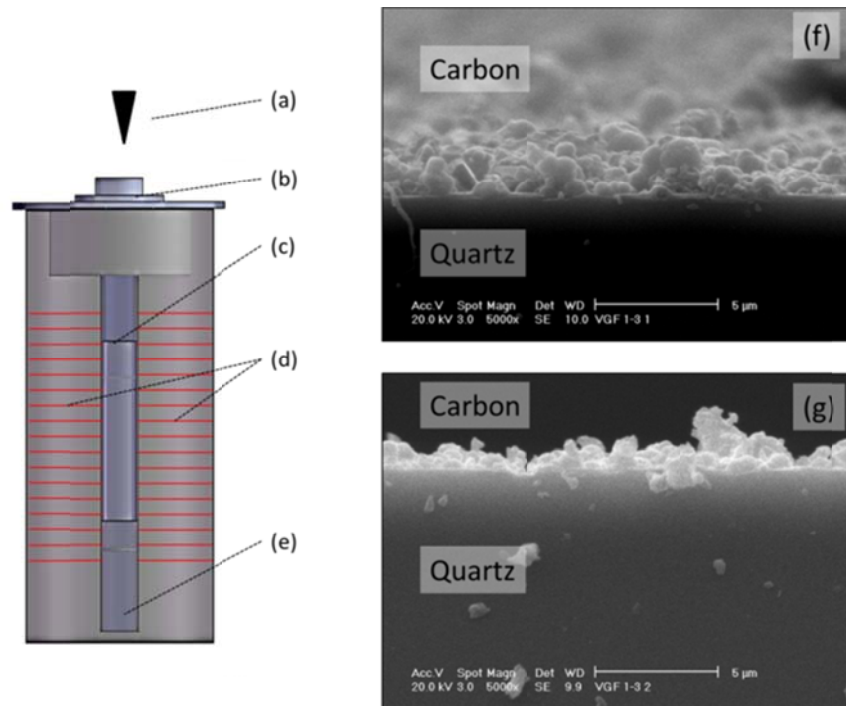 (a)
(b)
(c)
(d)
(e)
(f)
Carbon
Quartz
Acc.V Spot Magn Det WD 5 µm
20.0 kV 3.0 5000x SE 10.0 VGF 1-3 1
(g)
Carbon
Quartz
Acc.V Spot Magn Det WD 5 µm
20.0 kV 3.0 5000x SE 9.9 VGF 1-3 2